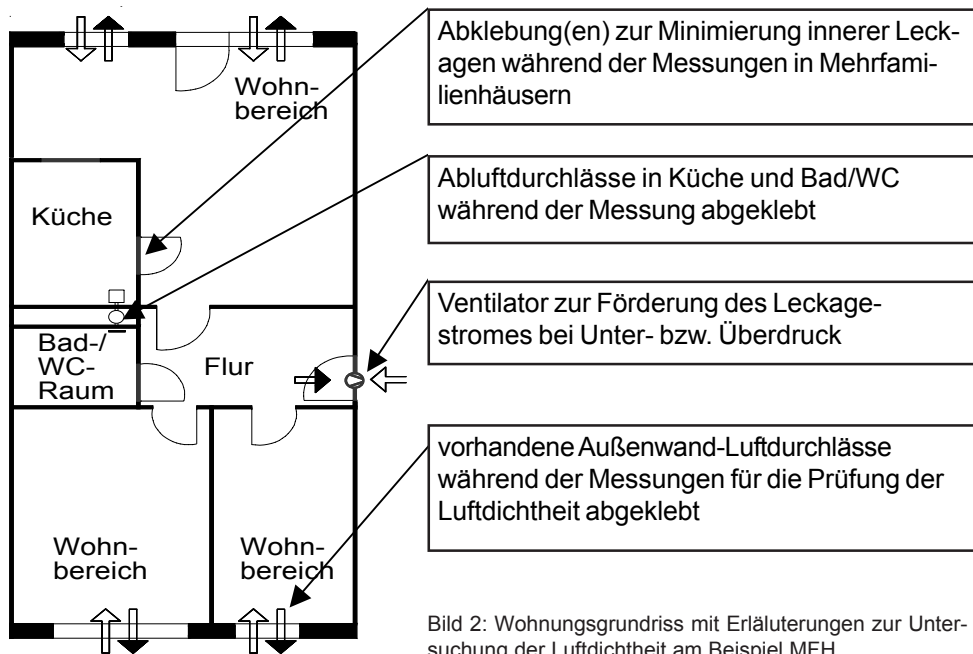 Wohn-
bereich
Küche
Bad-/
WC-
Raum
Flur
Wohn-
bereich
Wohn-
bereich
Abklebung(en) zur Minimierung innerer Leck-
agen während der Messungen in Mehrfami-
lienhäusern
Abluftdurchlässe in Küche und Bad/WC
während der Messung abgeklebt
Ventilator zur Förderung des Leckage-
stromes bei Unter- bzw. Überdruck
vorhandene Außenwand-Luftdurchlässe
während der Messungen für die Prüfung der
Luftdichtheit abgeklebt
Bild 2: Wohnungsgrundriss mit Erläluterungen zur Unter-
suchung der Luftdichtheit am Beispiel MFH